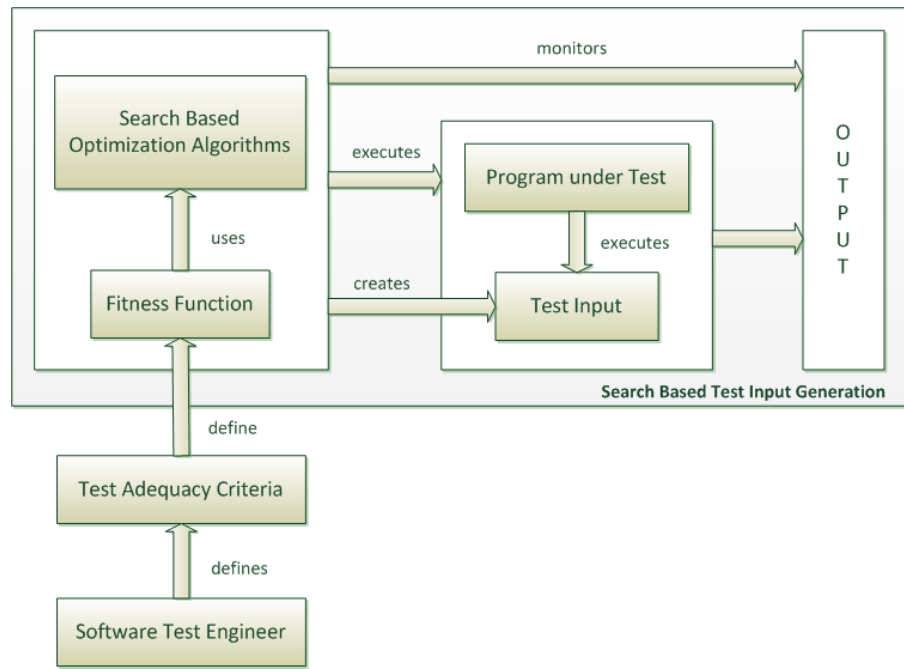 monitors
Search Based
Optimization Algorithms
executes
Program under Test
uses
executes
creates
Fitness Function
Test Input
O
U
T
P
U
T
Search Based Test Input Generation
define
Test Adequacy Criteria
defines
Software Test Engineer